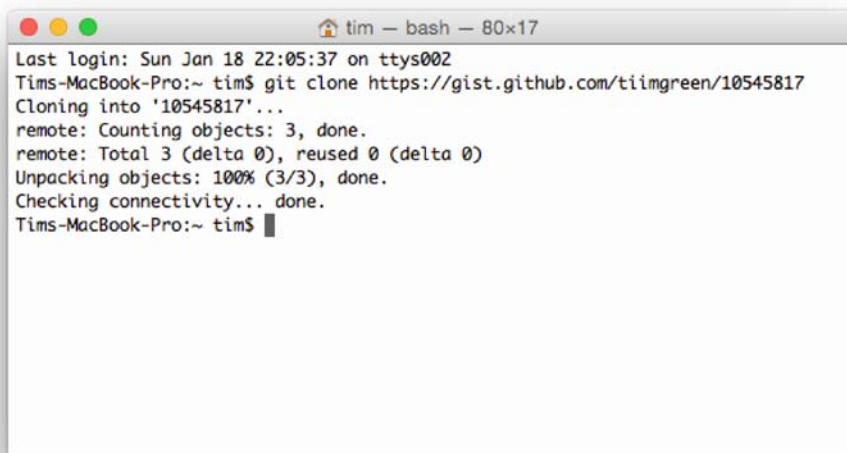 tim — bash — 80×17
Last login: Sun Jan 18 22:05:37 on ttys002
Tims-MacBook-Pro:~ tim$ git clone https://gist.github.com/tiimgreen/10545817
Cloning into '10545817'...
remote: Counting objects: 3, done.
remote: Total 3 (delta 0), reused 0 (delta 0)
Unpacking objects: 100% (3/3), done.
Checking connectivity... done.
Tims-MacBook-Pro:~ tim$